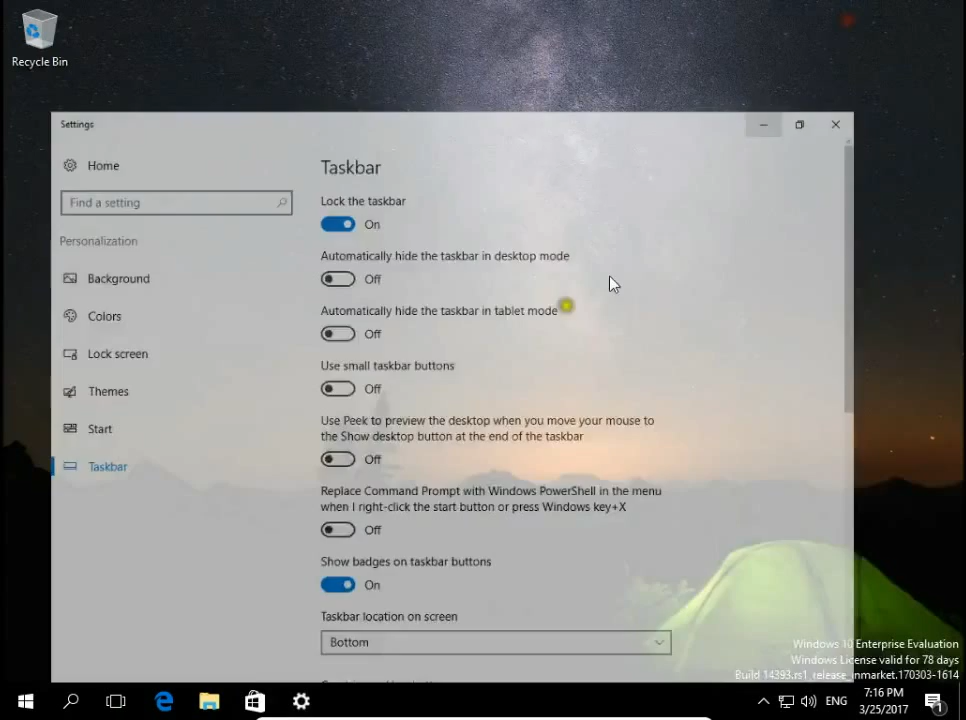 Recycle Bin
Settings
Home
Find a setting
Personalization
Background
Colors
Lock screen
Themes
Start
Taskbar
Taskbar
Lock the taskbar
On
Automatically hide the taskbar in desktop mode
Off
Automatically hide the taskbar in tablet mode
Off
Use small taskbar buttons
Off
Use Peek to preview the desktop when you move your mouse to
the Show desktop button at the end of the taskbar
Off
Replace Command Prompt with Windows PowerShell in the menu
when I right-click the start button or press Windows key+X
Off
Show badges on taskbar buttons
On
Taskbar location on screen
Bottom
Windows 10 Enterprise Evaluation
Windows License valid for 78 days
Build 14393.rs1_release_inmarket.170303-1614
ENG
7:16 PM
3/25/2017
1